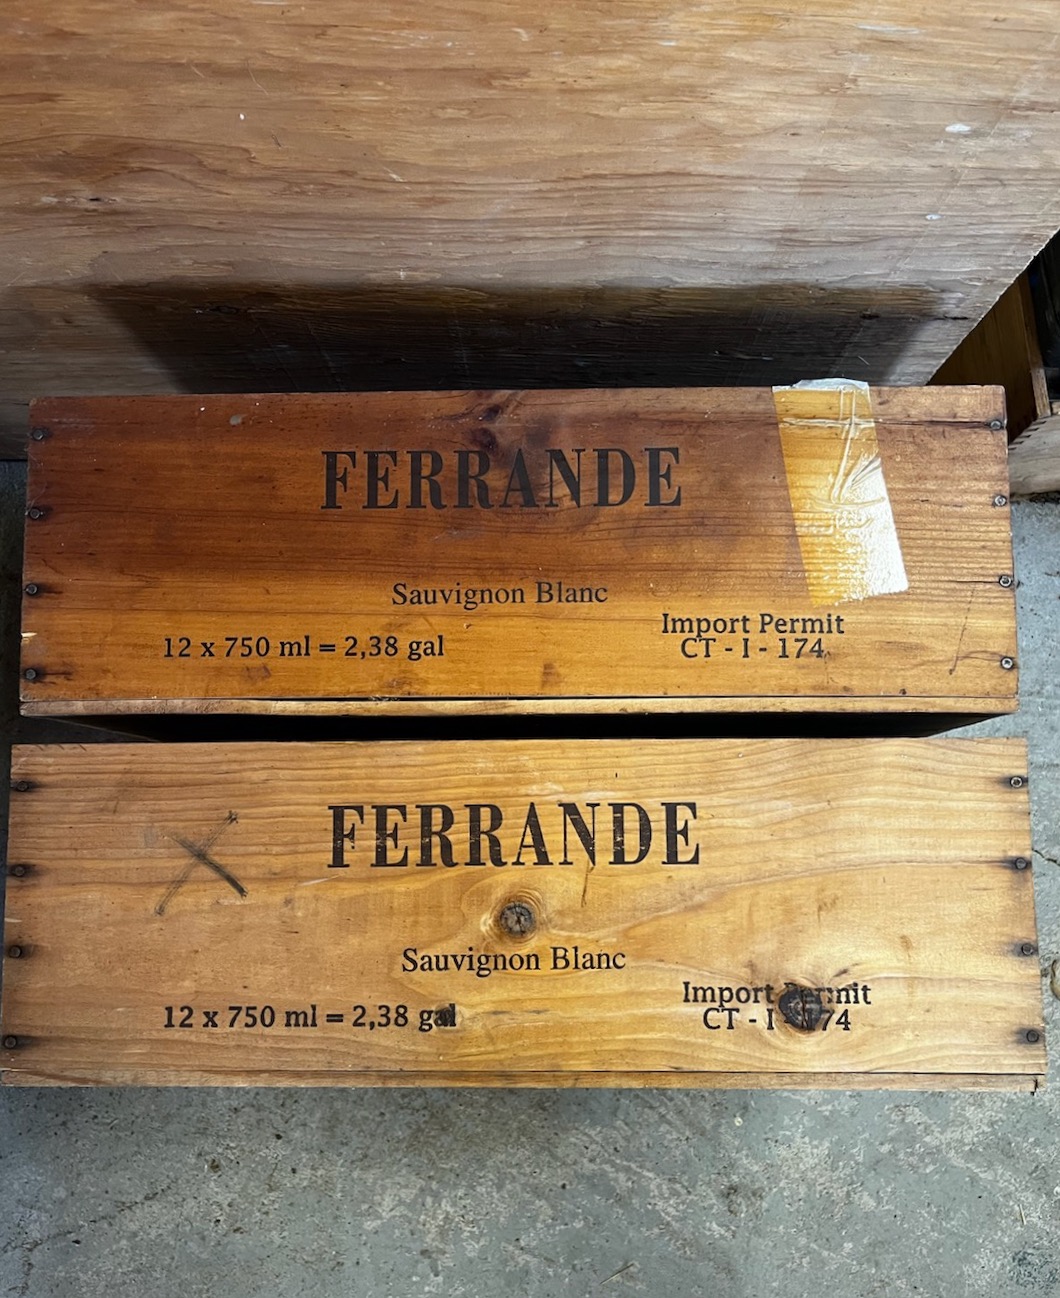 FERRANDE
Sauvignon Blanc
Import Permit
12 x 750 ml = 2,38 gal
CT - I - 174
FERRANDE
Sauvignon Blanc
Import Permit
12 x 750 ml = 2,38 gal
CT - I 174